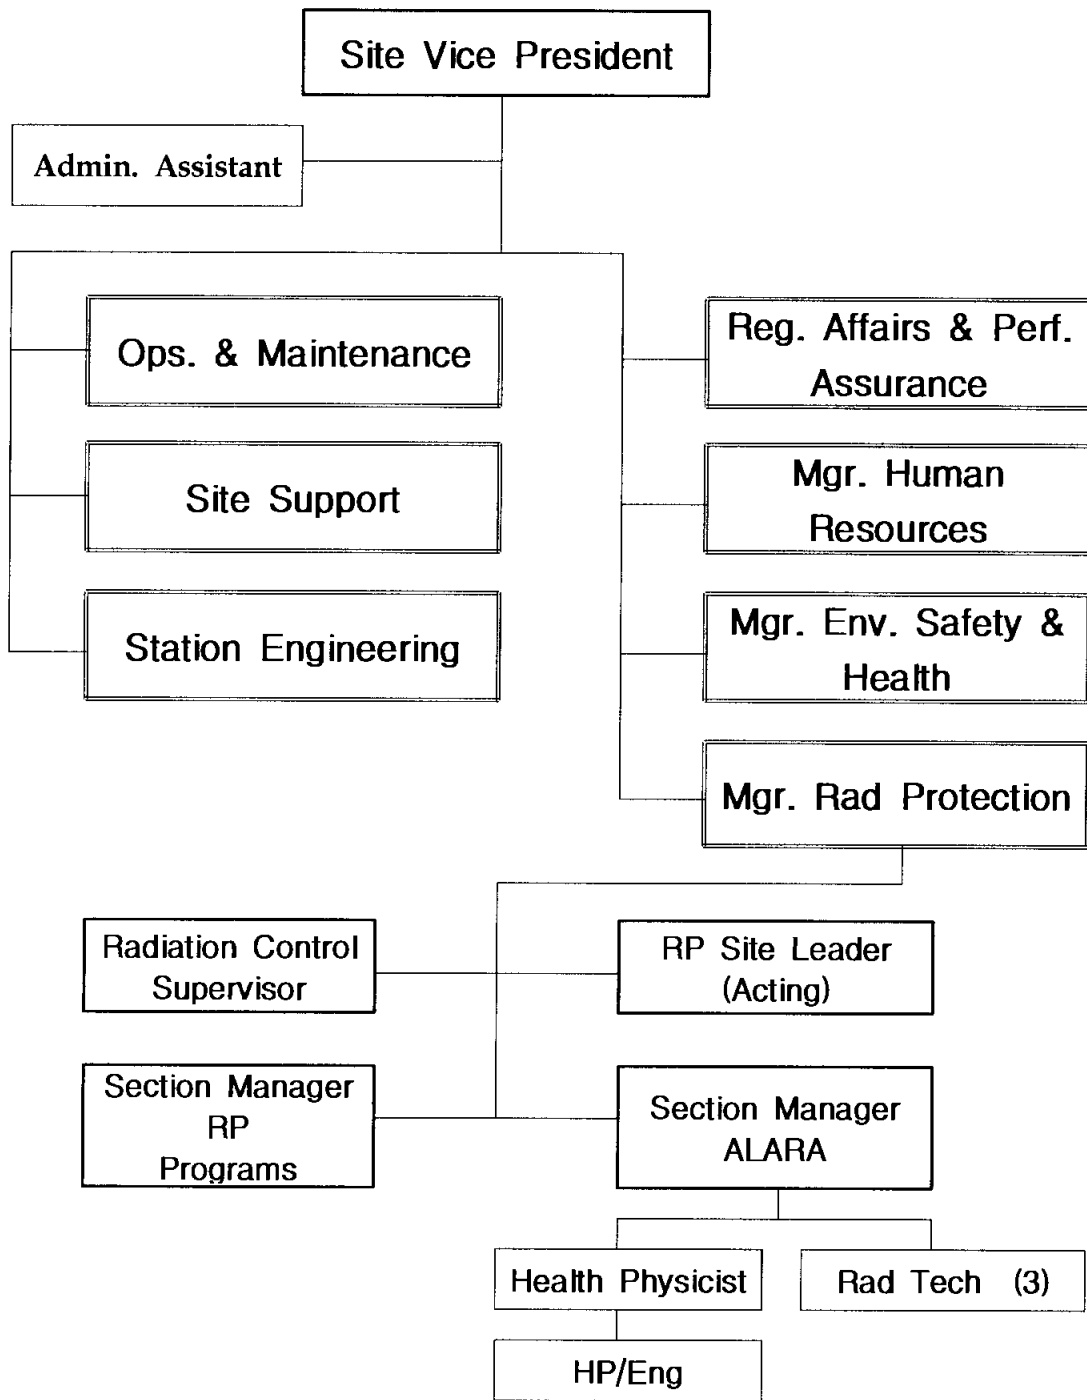 Site Vice President
Admin. Assistant
Ops. & Maintenance
Site Support
Station Engineering
Reg. Affairs & Perf.
Assurance
Mgr. Human
Resources
Mgr. Env. Safety &
Health
Mgr. Rad Protection
Radiation Control
Supervisor
RP Site Leader
(Acting)
Section Manager
RP
Programs
Section Manager
ALARA
Health Physicist
Rad Tech (3)
HP/Eng